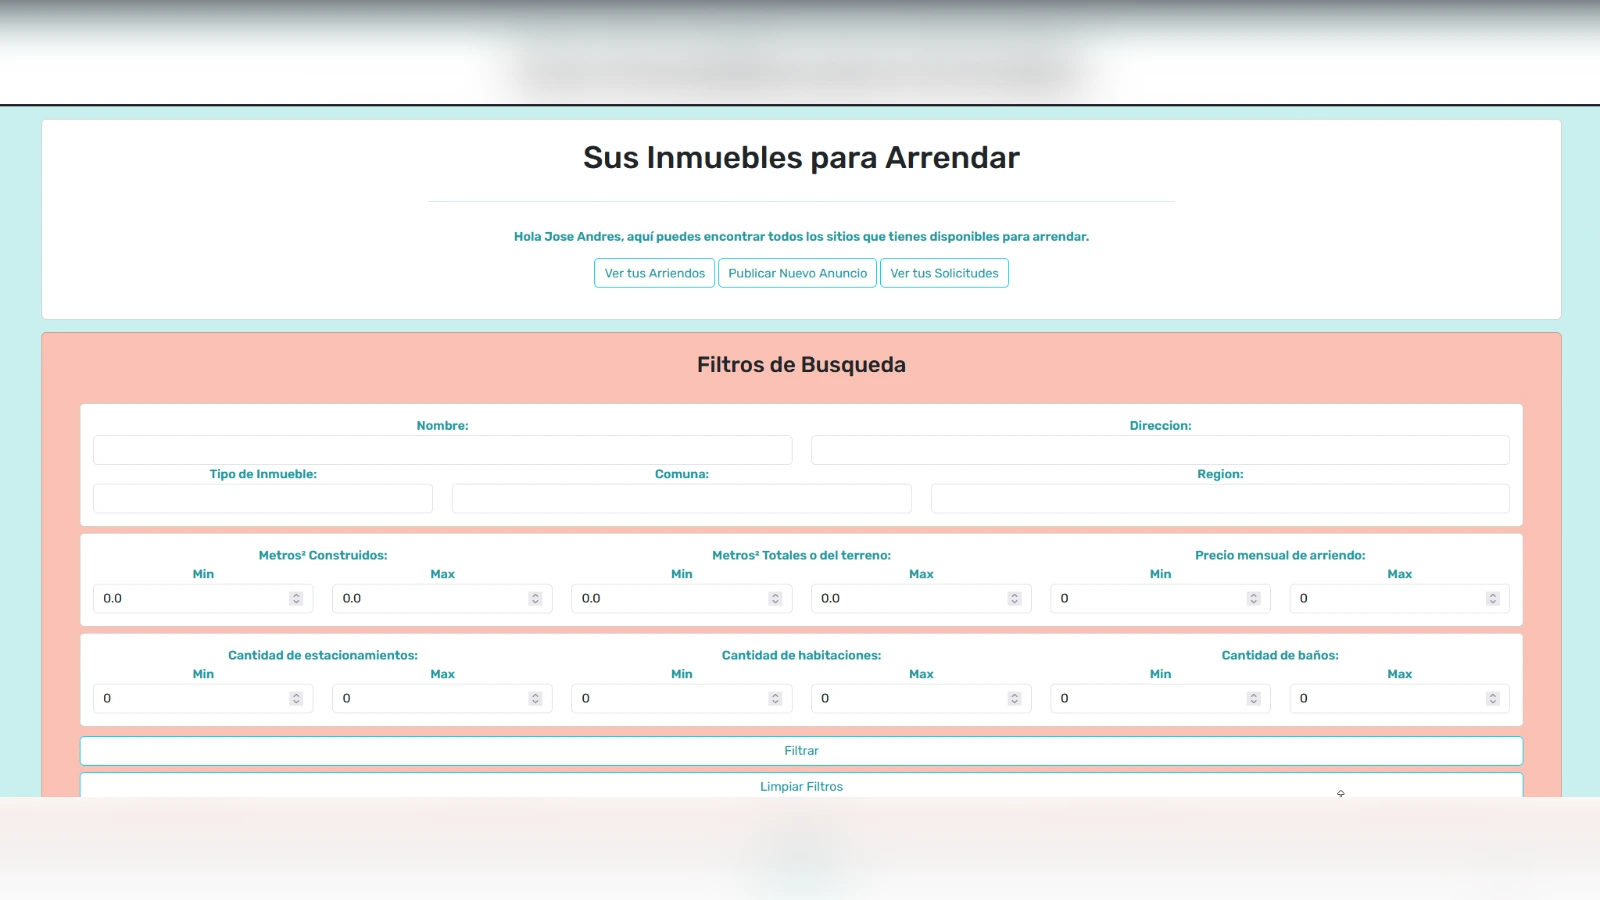 Sus Inmuebles para Arrendar
Hola Jose Andres, aquí puedes encontrar todos los sitios que tienes disponibles para arrendar.
Ver tus Arriendos Publicar Nuevo Anuncio Ver tus Solicitudes
Filtros de Busqueda
Nombre: Direccion:
Tipo de Inmueble: Comuna: Region:
Metros² Construidos: Metros² Totales o del terreno: Precio mensual de arriendo:
Min Max Min Max Min Max
0.0 0.0 0.0 0.0 0 0
Cantidad de estacionamientos: Cantidad de habitaciones: Cantidad de baños:
Min Max Min Max Min Max
0 0 0 0 0 0
Filtrar
Limpiar Filtros